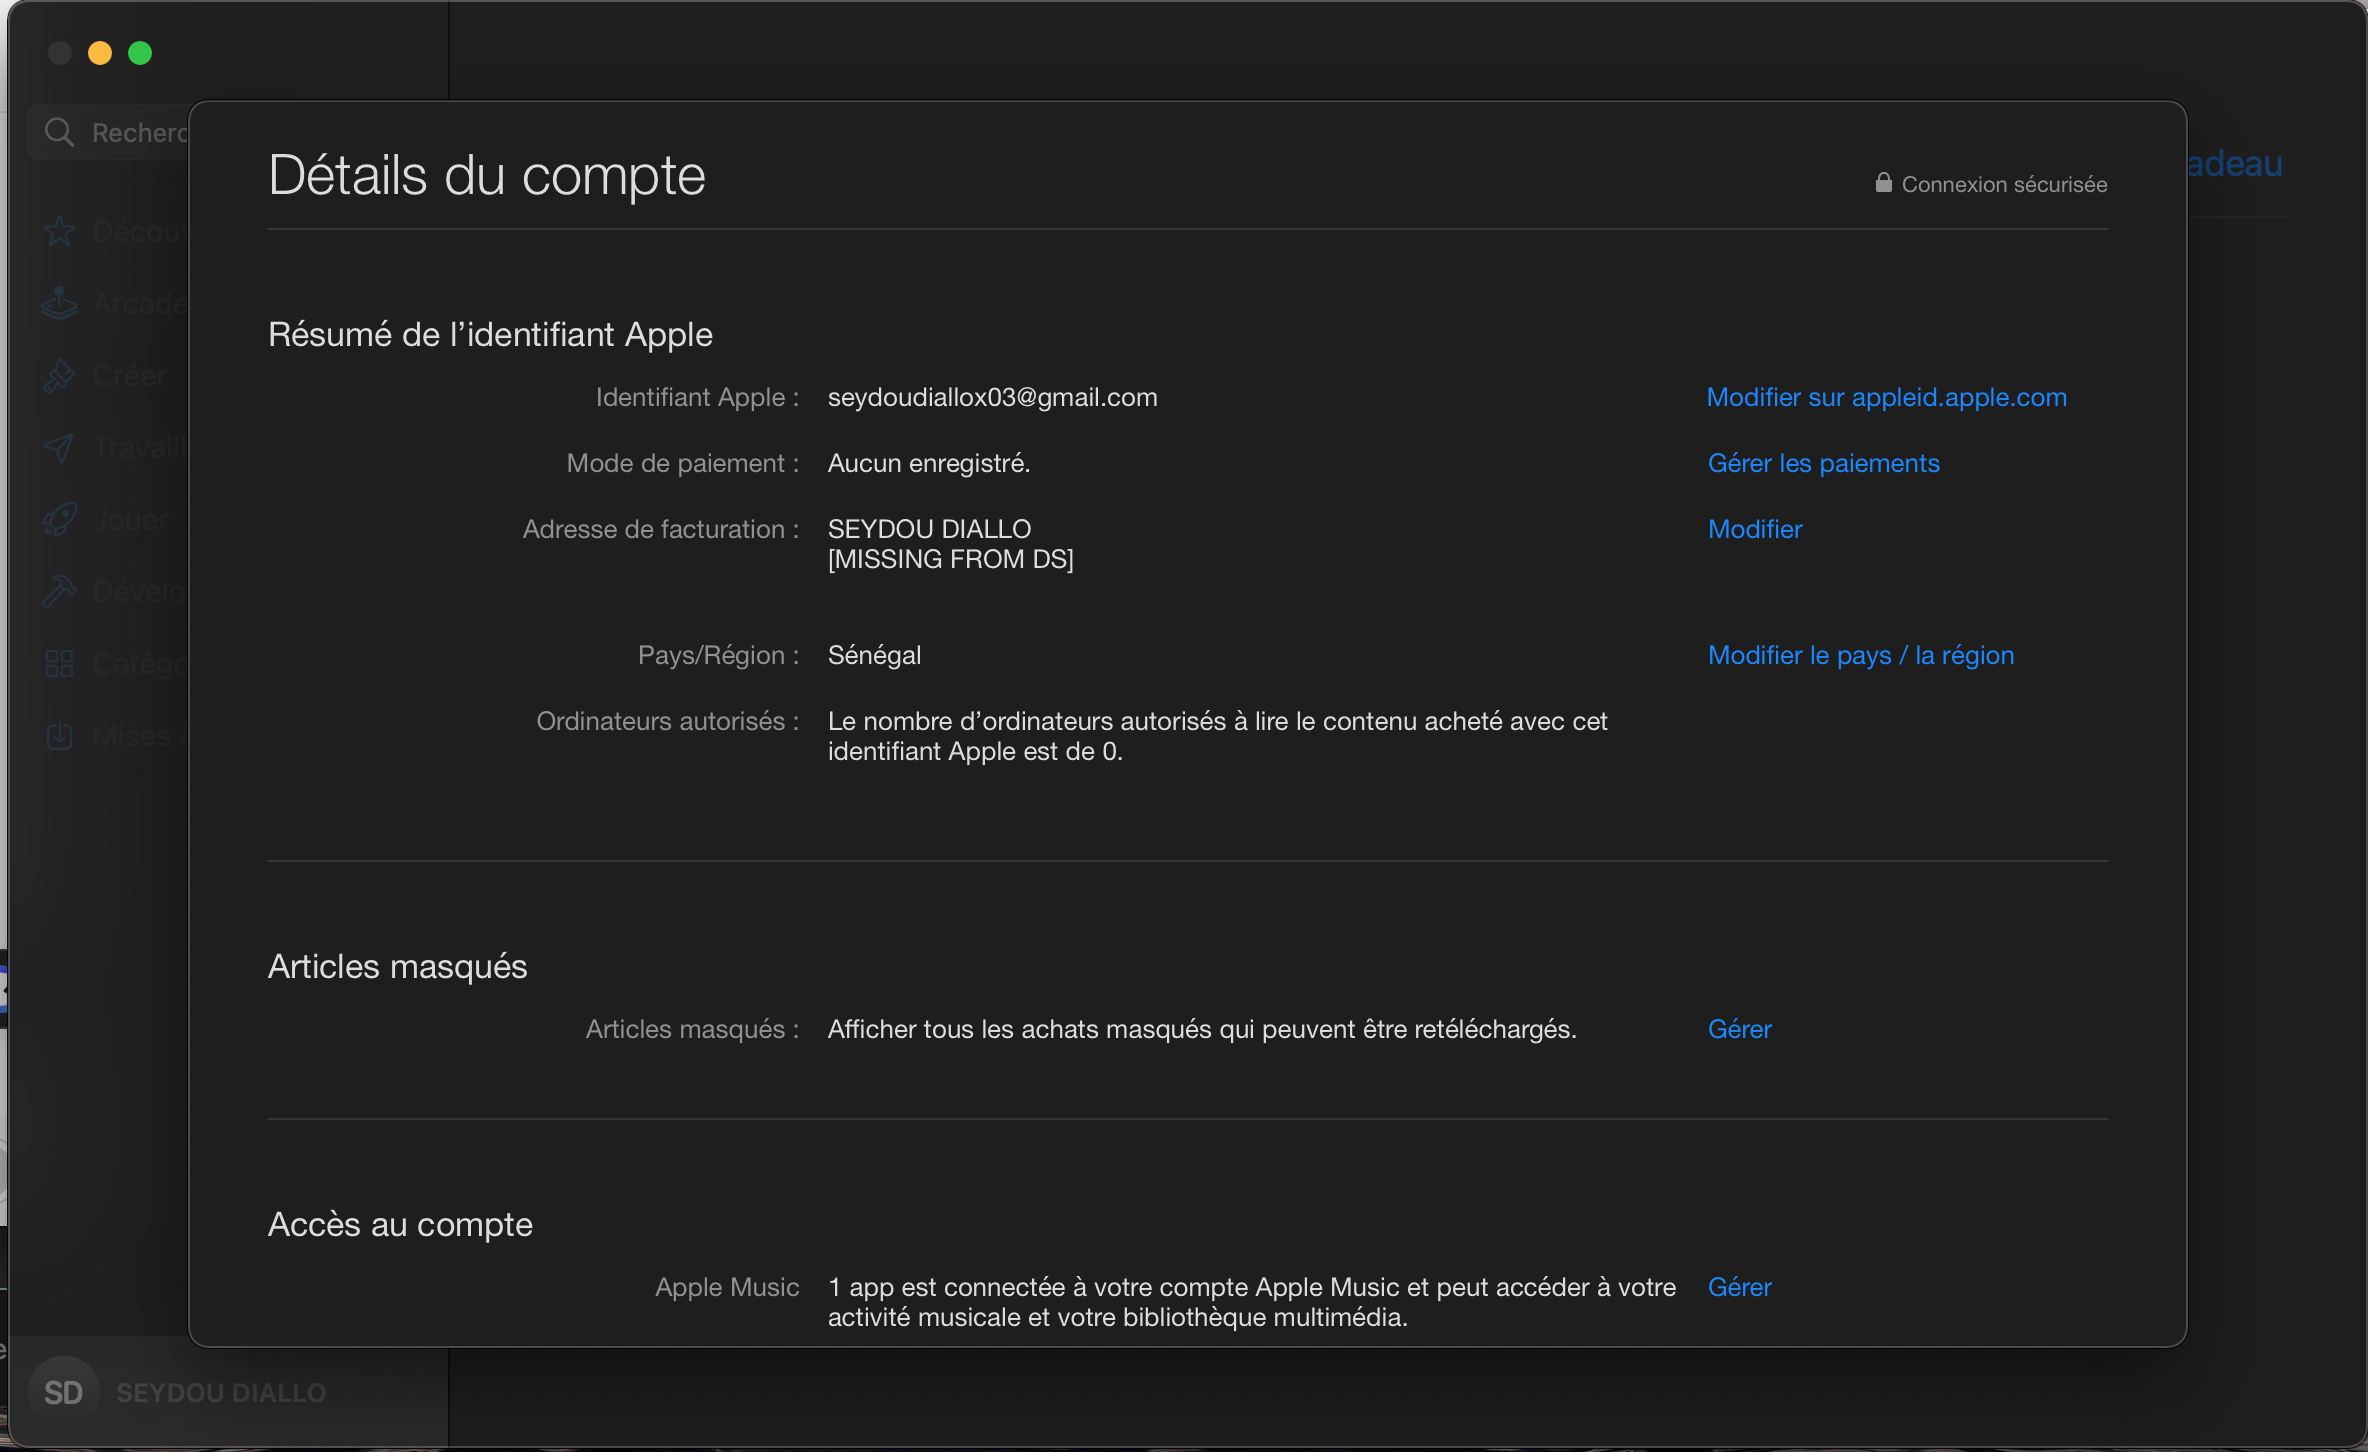 Recherc
adeau
Découv
Arcade
Créer
Travaill
Jouer
Dévelo
Catégo
Mises à
Détails du compte
Connexion sécurisée
Résumé de l’identifiant Apple
Identifiant Apple : seydoudiallox03@gmail.com Modifier sur appleid.apple.com
Mode de paiement : Aucun enregistré. Gérer les paiements
Adresse de facturation : SEYDOU DIALLO Modifier
[MISSING FROM DS]
Pays/Région : Sénégal Modifier le pays / la région
Ordinateurs autorisés : Le nombre d’ordinateurs autorisés à lire le contenu acheté avec cet
identifiant Apple est de 0.
Articles masqués
Articles masqués : Afficher tous les achats masqués qui peuvent être retéléchargés. Gérer
Accès au compte
Apple Music 1 app est connectée à votre compte Apple Music et peut accéder à votre Gérer
activité musicale et votre bibliothèque multimédia.
SD SEYDOU DIALLO